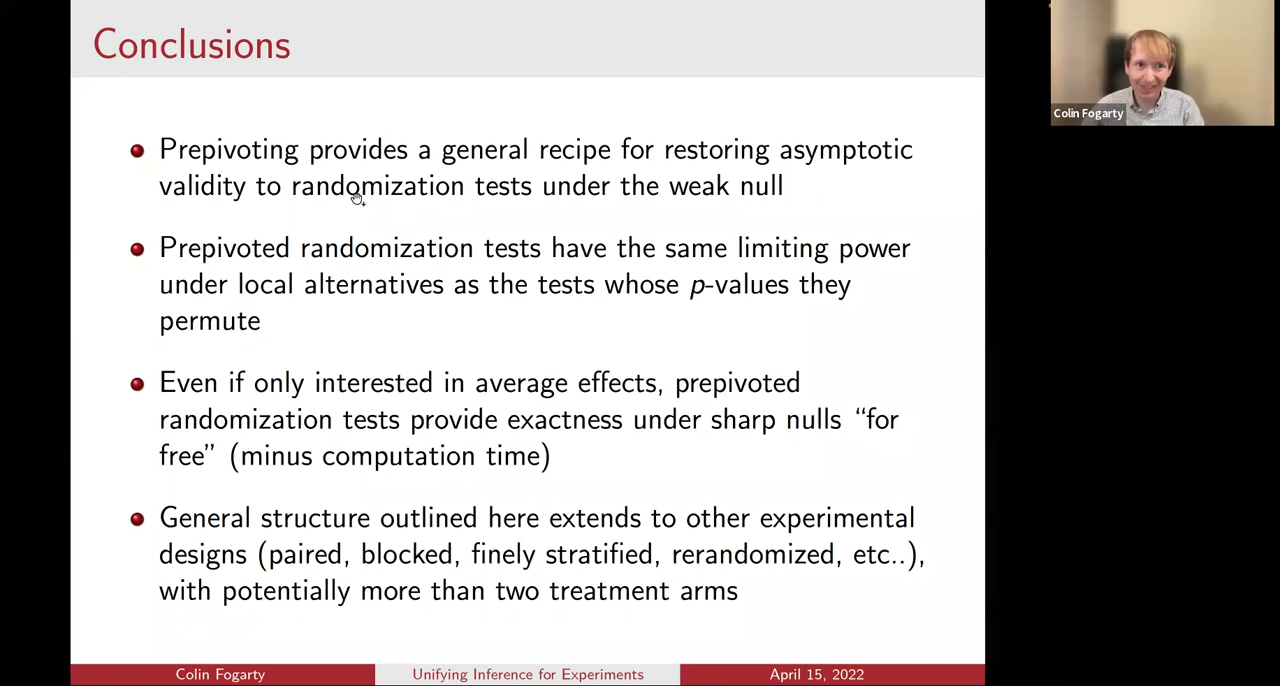 Conclusions
Prepivoting provides a general recipe for restoring asymptotic
validity to randomization tests under the weak null
Prepivoted randomization tests have the same limiting power
under local alternatives as the tests whose p-values they
permute
Even if only interested in average effects, prepivoted
randomization tests provide exactness under sharp nulls “for
free” (minus computation time)
General structure outlined here extends to other experimental
designs (paired, blocked, finely stratified, rerandomized, etc..),
with potentially more than two treatment arms
Colin Fogarty
Unifying Inference for Experiments
April 15, 2022
Colin Fogarty